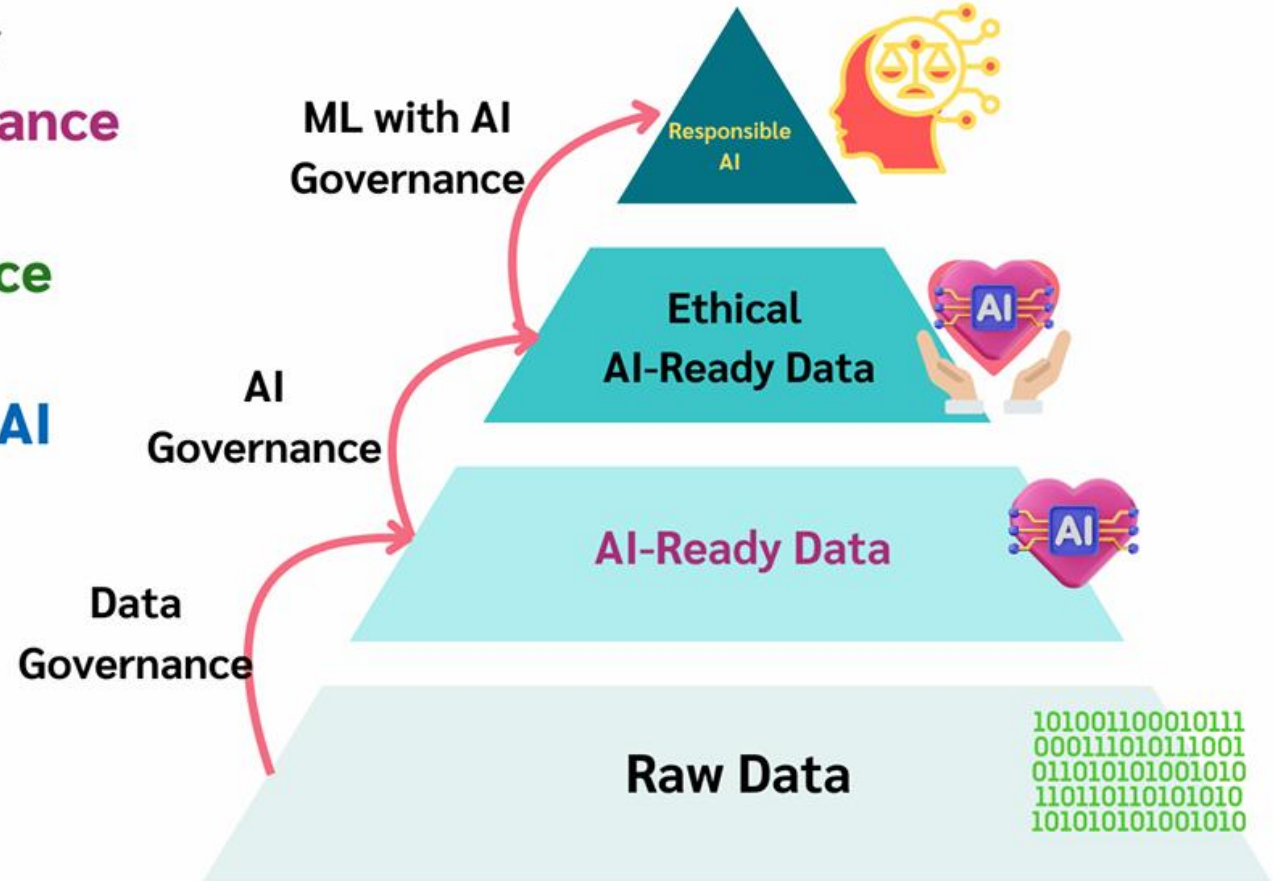 ance
ce
AI
ML with AI
Governance
Responsible
AI
Ethical
AI-Ready Data
AI
AI
Governance
AI-Ready Data
AI
Data
Governance
Raw Data
101001100010111
000111010111001
011010101001010
110110110101010
101010101001010